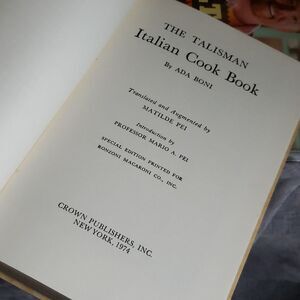 THE TALISMAN
Italian Cook Book
By ADA BONI
Translated and Augmented by
MATILDE PEI
Introduction by
PROFESSOR MARIO A. PEI
SPECIAL EDITION PRINTED FOR
RONZONI MACARONI CO., INC.
CROWN PUBLISHERS, INC.
NEW YORK, 1974